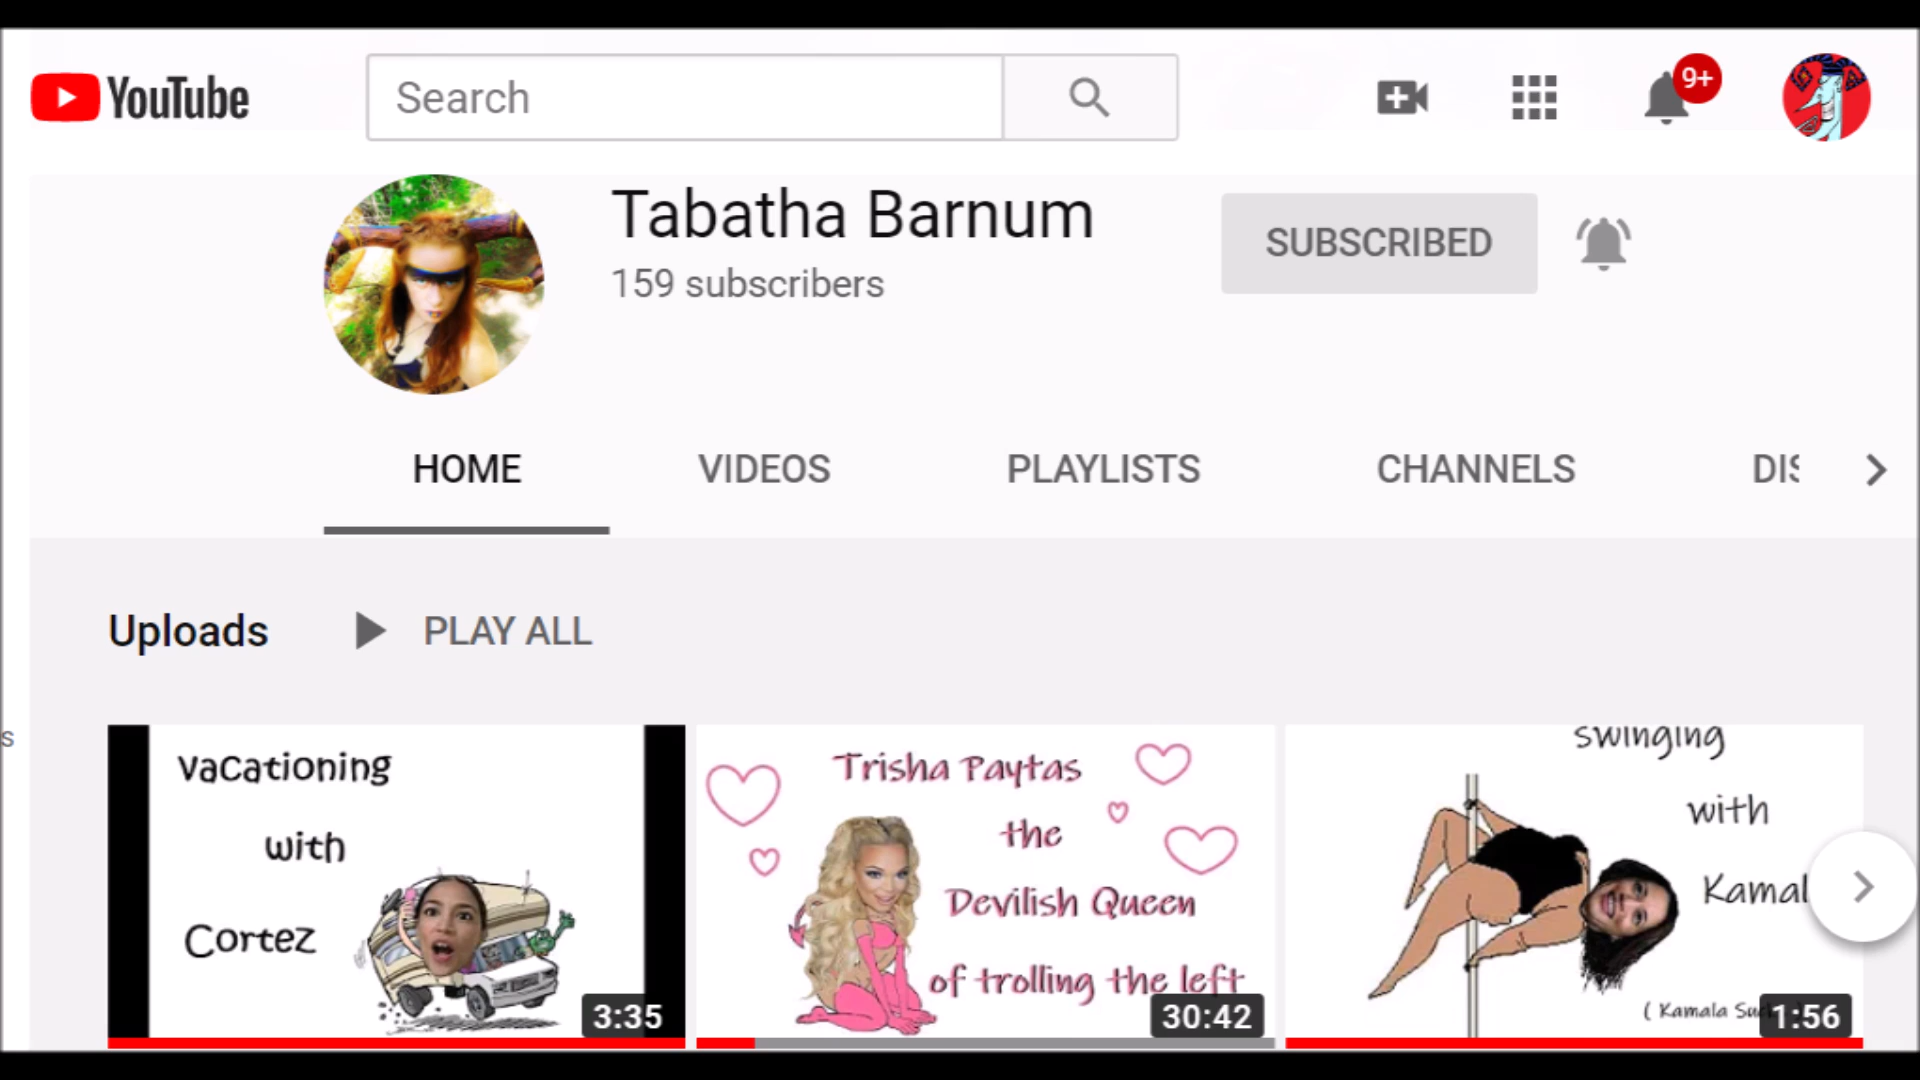 YouTube
Search
9+
Tabatha Barnum
159 subscribers
SUBSCRIBED
HOME VIDEOS PLAYLISTS CHANNELS
Uploads PLAY ALL
s
vacationing
with
Cortez
3:35
Trisha Paytas
the
Devilish Queen
of trolling the left
30:42
swinging
with
( Kamala
1:56